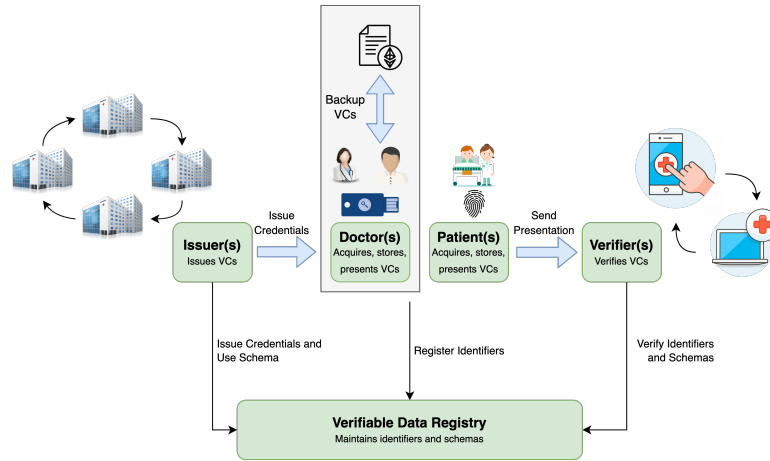 Backup
VCs
Issue
Credentials
Send
Presentation
Issuer(s)
Issues VCs
Doctor(s)
Acquires, stores,
presents VCs
Patient(s)
Acquires, stores,
presents VCs
Verifier(s)
Verifies VCs
Issue Credentials and
Use Schema
Register Identifiers
Verify Identifiers
and Schemas
Verifiable Data Registry
Maintains identifiers and schemas